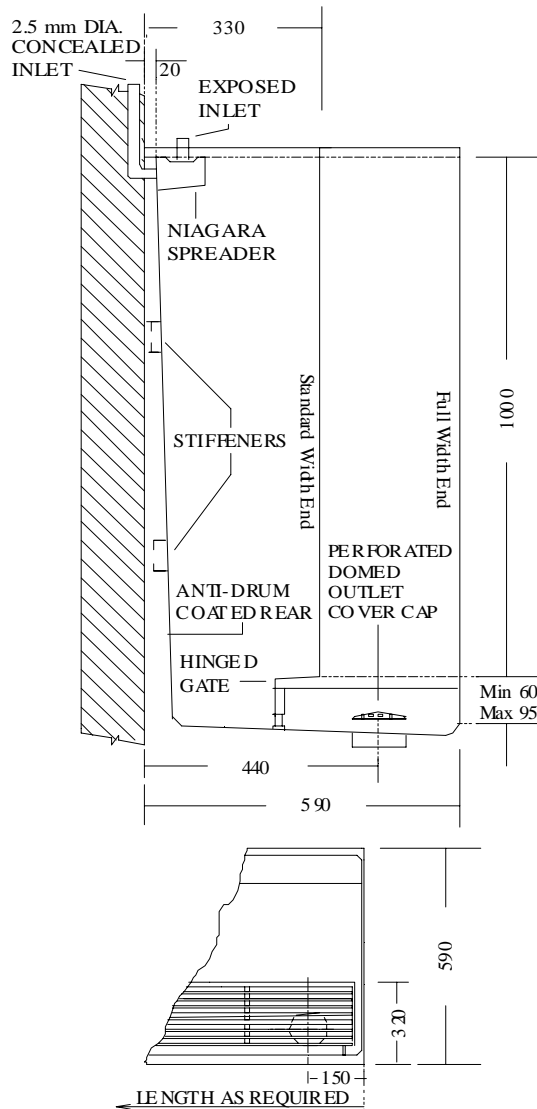 2.5 mm DIA.
CONCEALED
INLET
330
20
EXPOSED
INLET
NIAGARA
SPREADER
STIFFENERS
Standard Width End
Full Width End
1000
PERFORATED
DOMED
OUTLET
COVER CAP
ANTI-DRUM
COATED REAR
HINGED
GATE
Min 60
Max 95
440
590
590
320
150
LENGTH AS REQUIRED